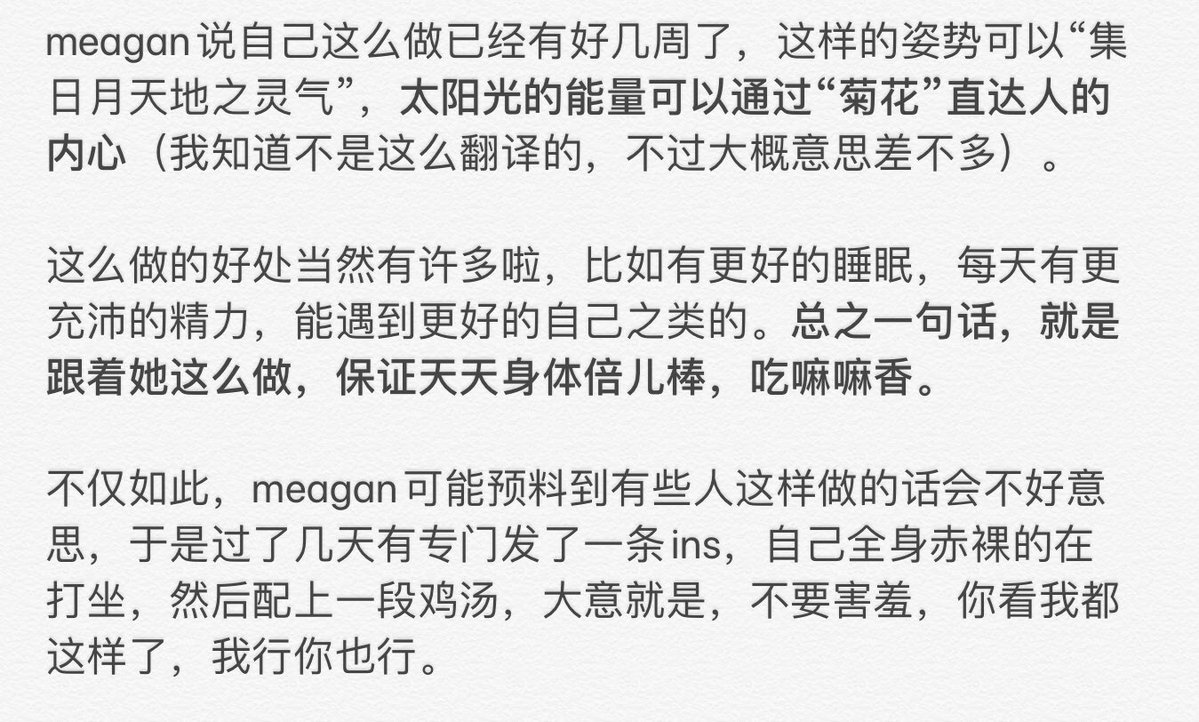 meagan说自己这么做已经有好几周了，这样的姿势可以“集
日月天地之灵气”，太阳光的能量可以通过“菊花”直达人的
内心（我知道不是这么翻译的，不过大概意思差不多）。
这么做的好处当然有许多啦，比如有更好的睡眠，每天有更
充沛的精力，能遇到更好的自己之类的。总之一句话，就是
跟着她这么做，保证天天身体倍儿棒，吃嘛嘛香。
不仅如此，meagan可能预料到有些人这样做的话会不好意
思，于是过了几天有专门发了一条ins，自己全身赤裸的在
打坐，然后配上一段鸡汤，大意就是，不要害羞，你看我都
这样了，我行你也行。